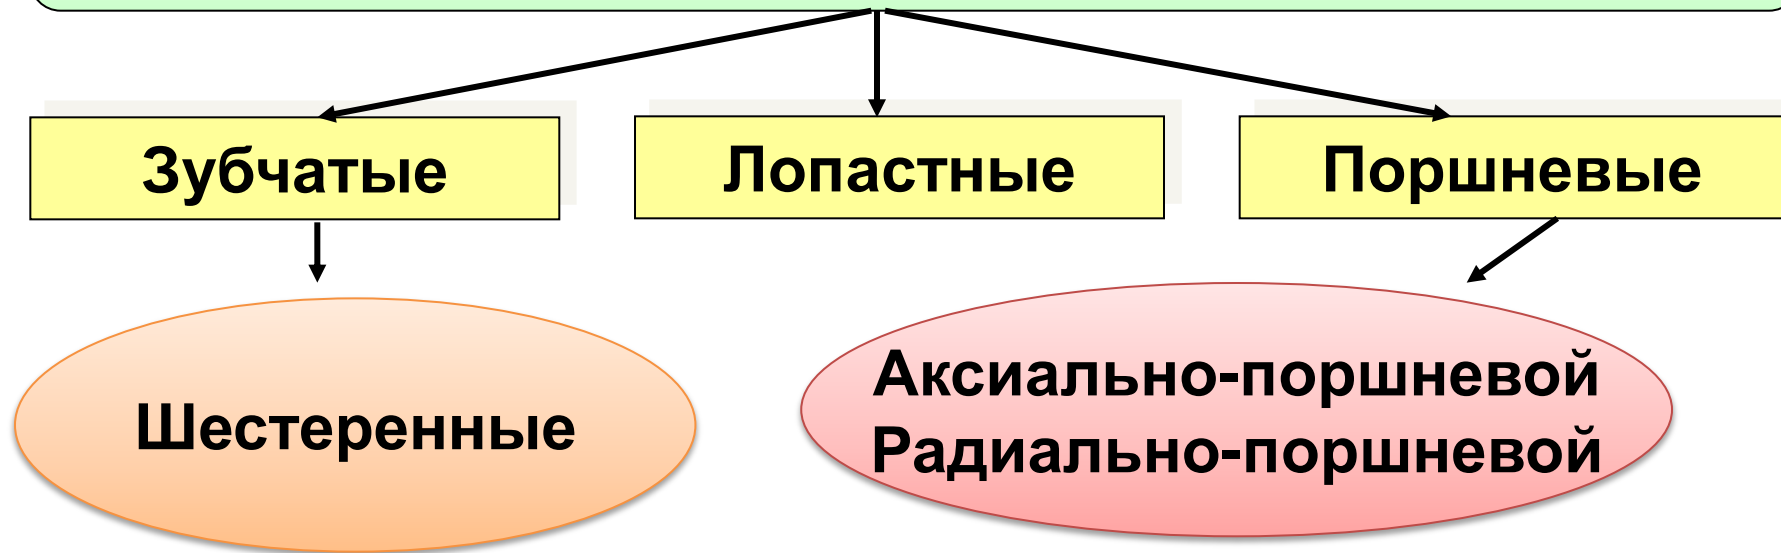 Зубчатые
Лопастные
Поршневые
Шестеренные
Аксиально-поршневой
Радиально-поршневой